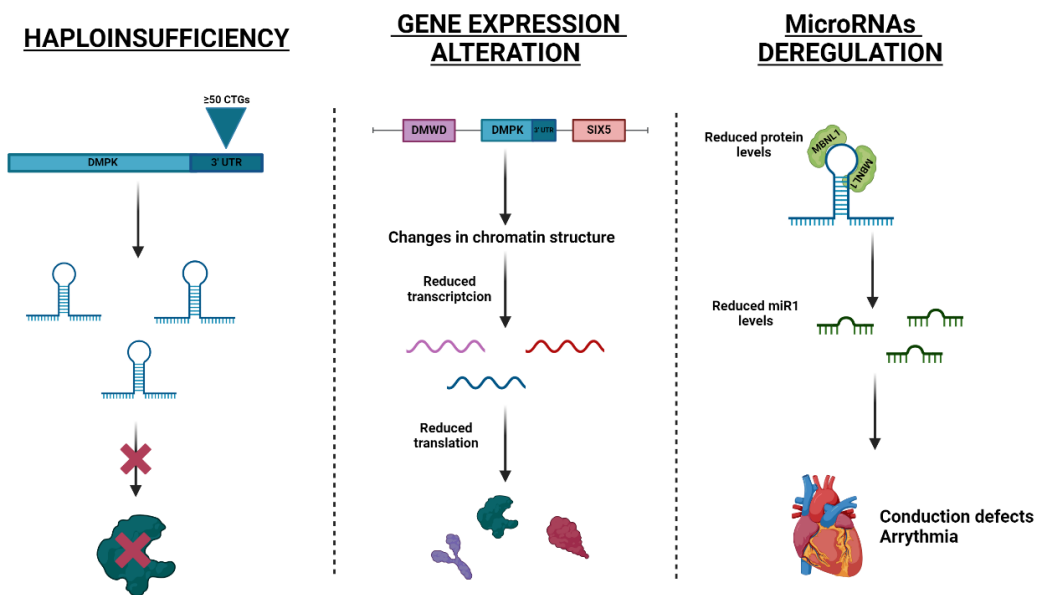 HAPLOINSUFFICIENCY
≥50 CTGs
DMPK
3' UTR
GENE EXPRESSION
ALTERATION
DMWD
DMPK
3' UTR
SIX5
Changes in chromatin structure
Reduced
transcriptcion
Reduced
translation
MicroRNAs
DEREGULATION
Reduced protein
levels
MBNL1
MBNL1
Reduced miR1
levels
Conduction defects
Arrythmia